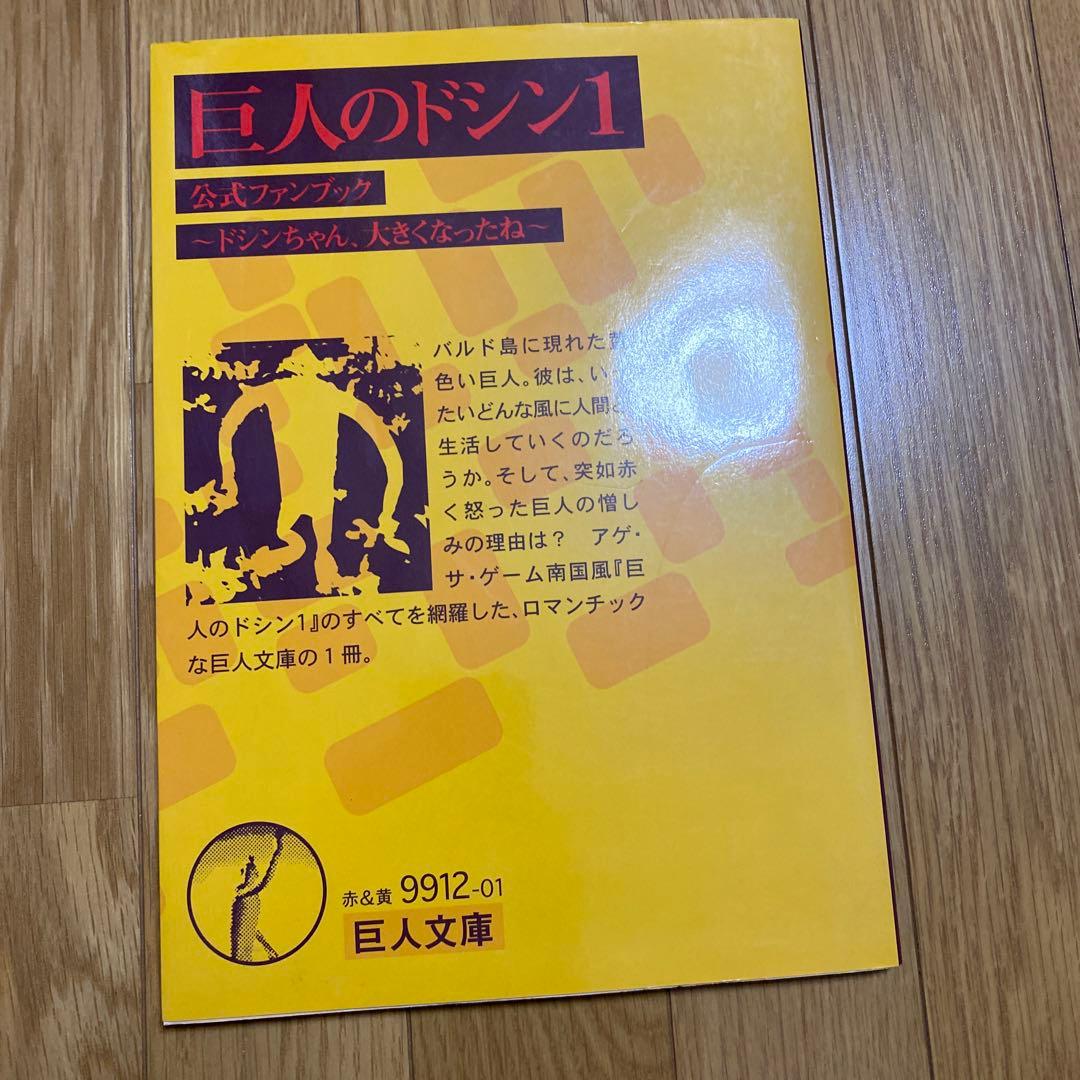 巨人のドシン1
公式ファンブック
～ドシンちゃん、大きくなったね～
バルド島に現れた黄
色い巨人。彼は、い
たいどんな風に人間
生活していくのだろ
うか。そして、突如赤
く怒った巨人の憎し
みの理由は？　アゲ・
サ・ゲーム南国風『巨
人のドシン1』のすべてを網羅した、ロマンチック
な巨人文庫の１冊。
赤&黄 9912-01
巨人文庫